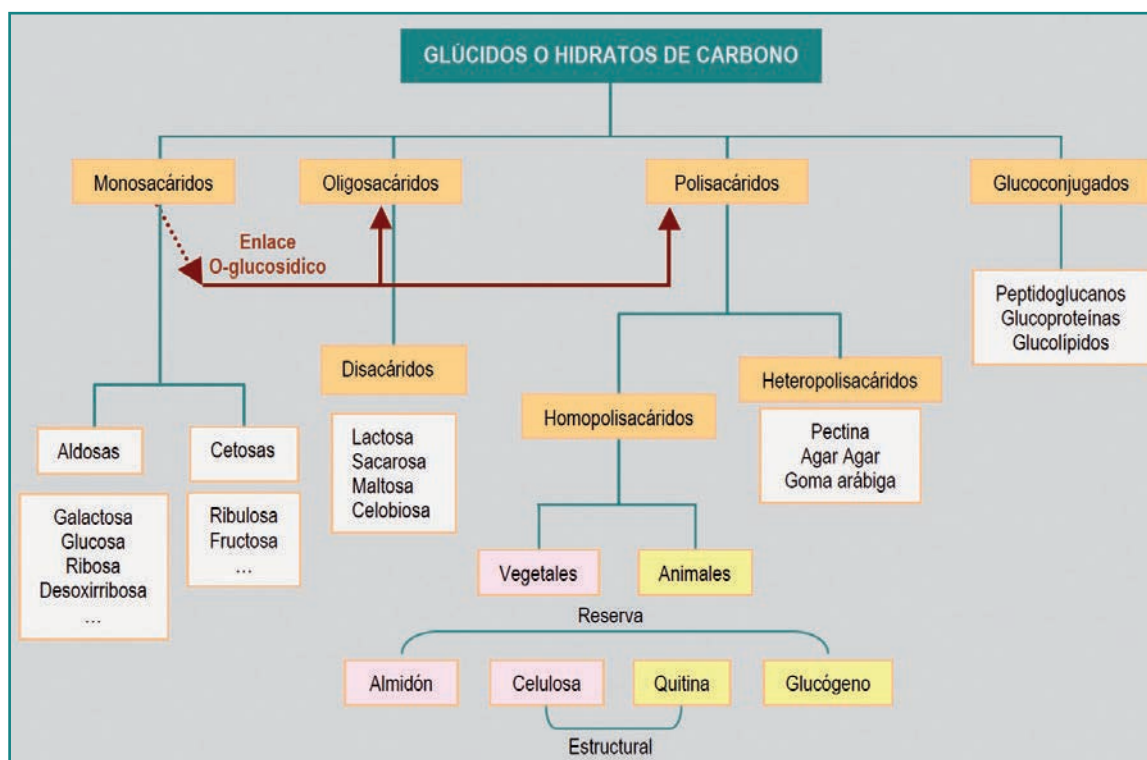 GLÚCIDOS O HIDRATOS DE CARBONO
Monosacáridos
Oligosacáridos
Polisacáridos
Glucoconjugados
Enlace
O-glucosídico
Peptidoglucanos
Glucoproteínas
Glucolípidos
Disacáridos
Heteropolisacáridos
Homopolisacáridos
Aldosas
Cetosas
Lactosa
Sacarosa
Maltosa
Celobiosa
Pectina
Agar Agar
Goma arábiga
Galactosa
Glucosa
Ribosa
Desoxirribosa
...
Ribulosa
Fructosa
...
Vegetales
Animales
Reserva
Almidón
Celulosa
Quitina
Glucógeno
Estructural